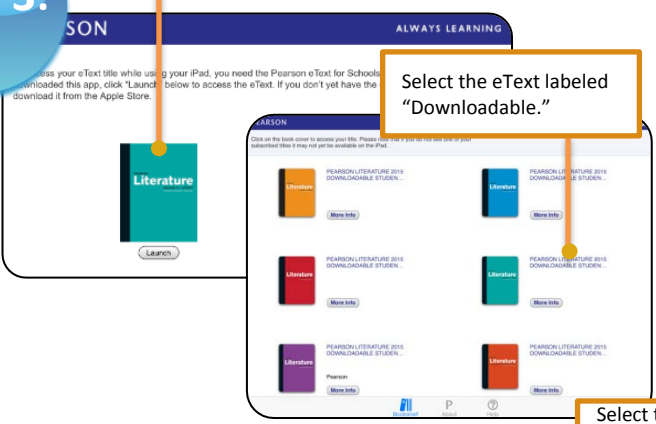 3.
SON
ALWAYS LEARNING
ess your eText title while using your iPad, you need the Pearson eText for Schools
wnloaded this app, click "Launch" below to access the eText. If you don't yet have the
download it from the Apple Store.
Literature
Launch
Select the eText labeled
“Downloadable.”
EARSON
Click on the book cover to access your title. Please note that if you do not see one of your
subscribed titles it may not yet be available on the iPad.
Literature
PEARSON LITERATURE 2015
DOWNLOADABLE STUDEN...
More Info
Literature
PEARSON LITERATURE 2015
DOWNLOADABLE STUDEN...
More Info
Literature
PEARSON LITERATURE 2015
DOWNLOADABLE STUDEN...
More Info
Literature
PEARSON LITERATURE 2015
DOWNLOADABLE STUDEN...
More Info
Literature
PEARSON LITERATURE 2015
DOWNLOADABLE STUDEN...
Pearson
More Info
Literature
PEARSON LITERATURE 2015
DOWNLOADABLE STUDEN...
More Info
Bookshelf
P
About
?
Help
Select t